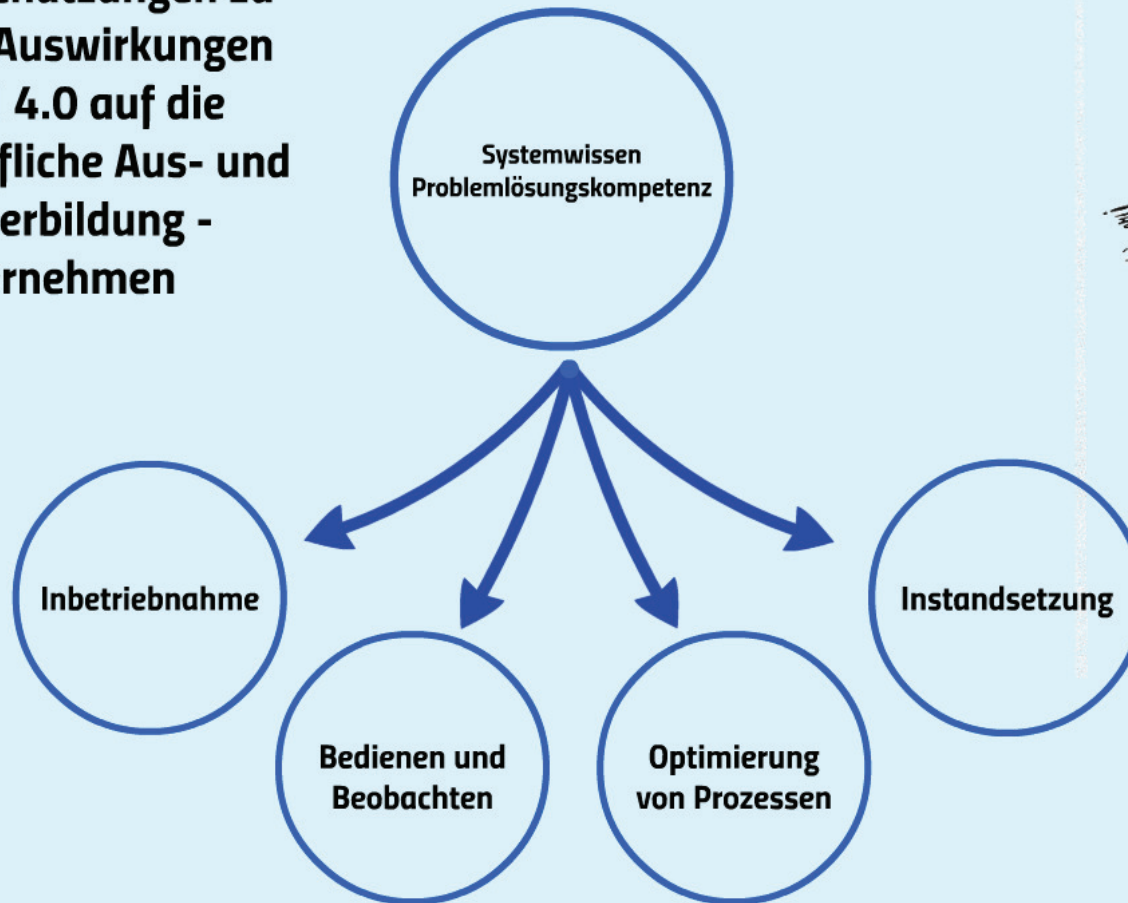 Auswirkungen
4.0 auf die
fliche Aus- und
erbildung -
rnehmen
Systemwissen
Problemlösungskompetenz
Inbetriebnahme
Instandsetzung
Bedienen und
Beobachten
Optimierung
von Prozessen